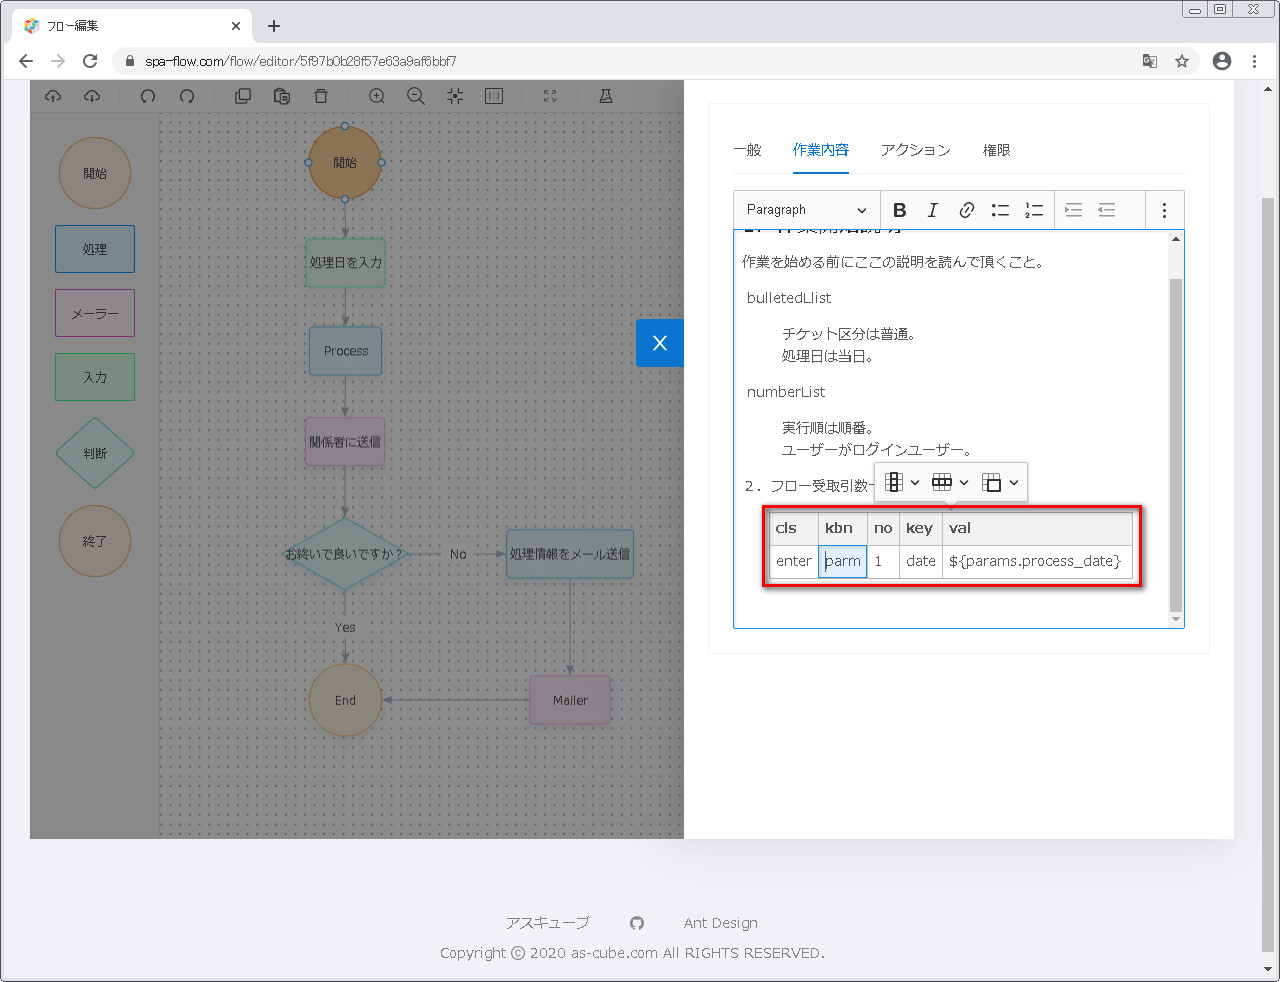 フロー編集
spa-flow.com/flow/editor/5f97b0b28f57e63a9af6bbf7
開始
処理
メーラー
入力
判断
終了
開始
処理日を入力
Process
関係者に送信
お終いで良いですか？
No
処理情報をメール送信
Yes
End
Mailer
X
一般 作業内容 アクション 権限
Paragraph
作業を始める前にここの説明を読んで頂くこと。
bulletedLlist
チケット区分は普通。
処理日は当日。
numberList
実行順は順番。
ユーザーがログインユーザー。
2．フロー受取引数
cls kbn no key val
enter parm 1 date ${params.process_date}
アスキューブ Ant Design
Copyright © 2020 as-cube.com All RIGHTS RESERVED.